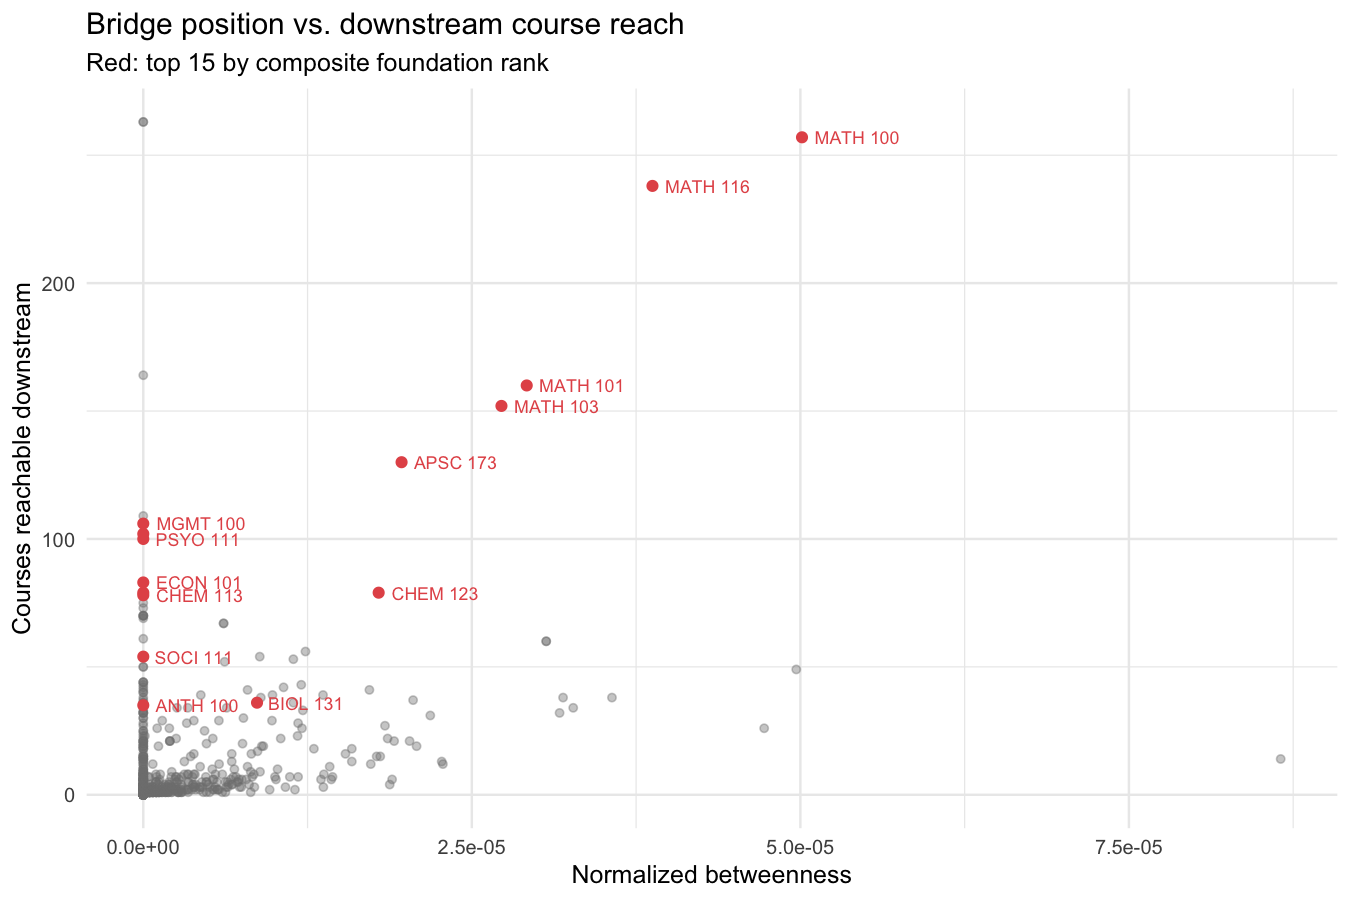 Bridge position vs. downstream course reach
Red: top 15 by composite foundation rank
Courses reachable downstream
200
100
0
MATH 100
MATH 116
MATH 101
MATH 103
APSC 173
MGMT 100
PSYO 111
ECON 101
CHEM 113
CHEM 123
SOCI 111
ANTH 100
BIOL 131
0.0e+00
2.5e-05
5.0e-05
7.5e-05
Normalized betweenness